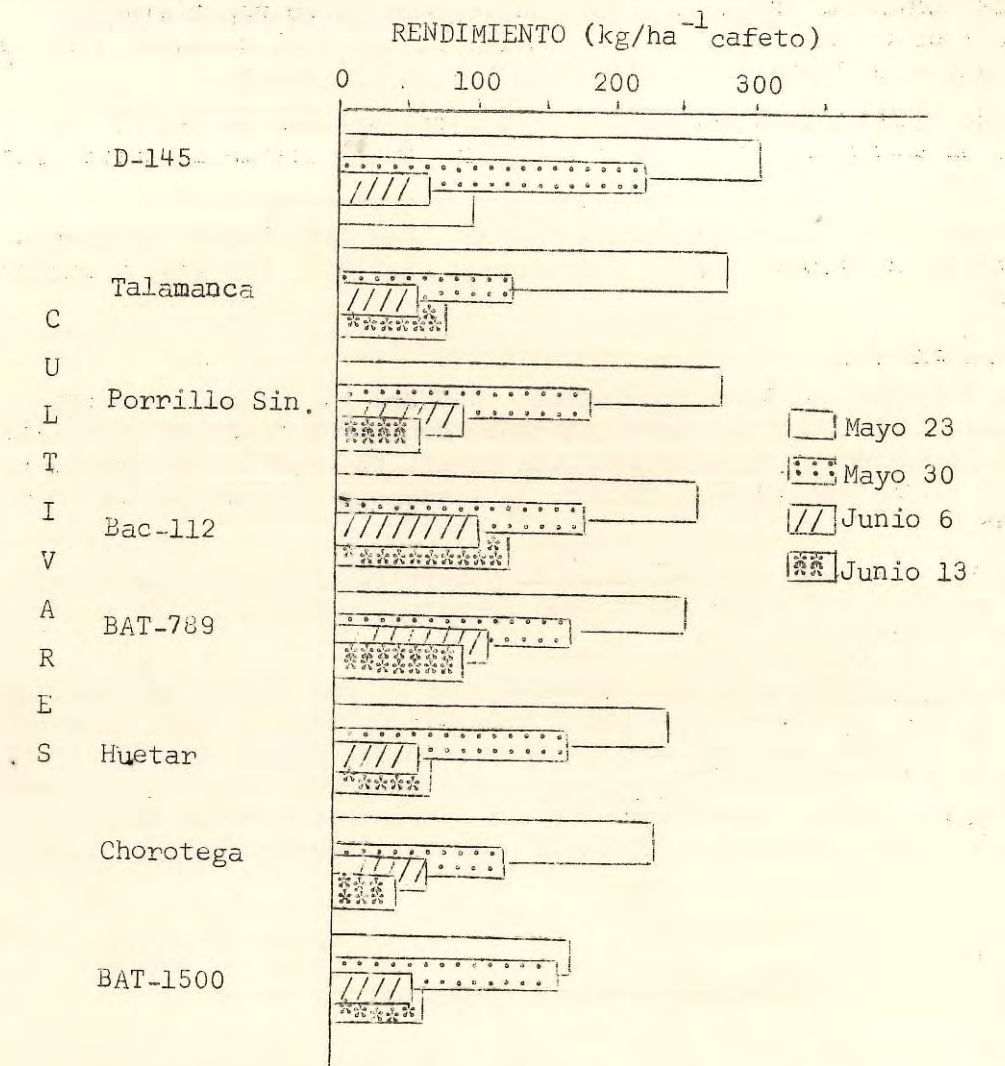 RENDIMIENTO (kg/ha⁻¹ cafeto)
0 100 200 300
D-145
Talamanca
Porrillo Sin.
Bac-112
BAT-789
Huetar
Chorotega
BAT-1500
CULTIVARES
Mayo 23
Mayo 30
Junio 6
Junio 13